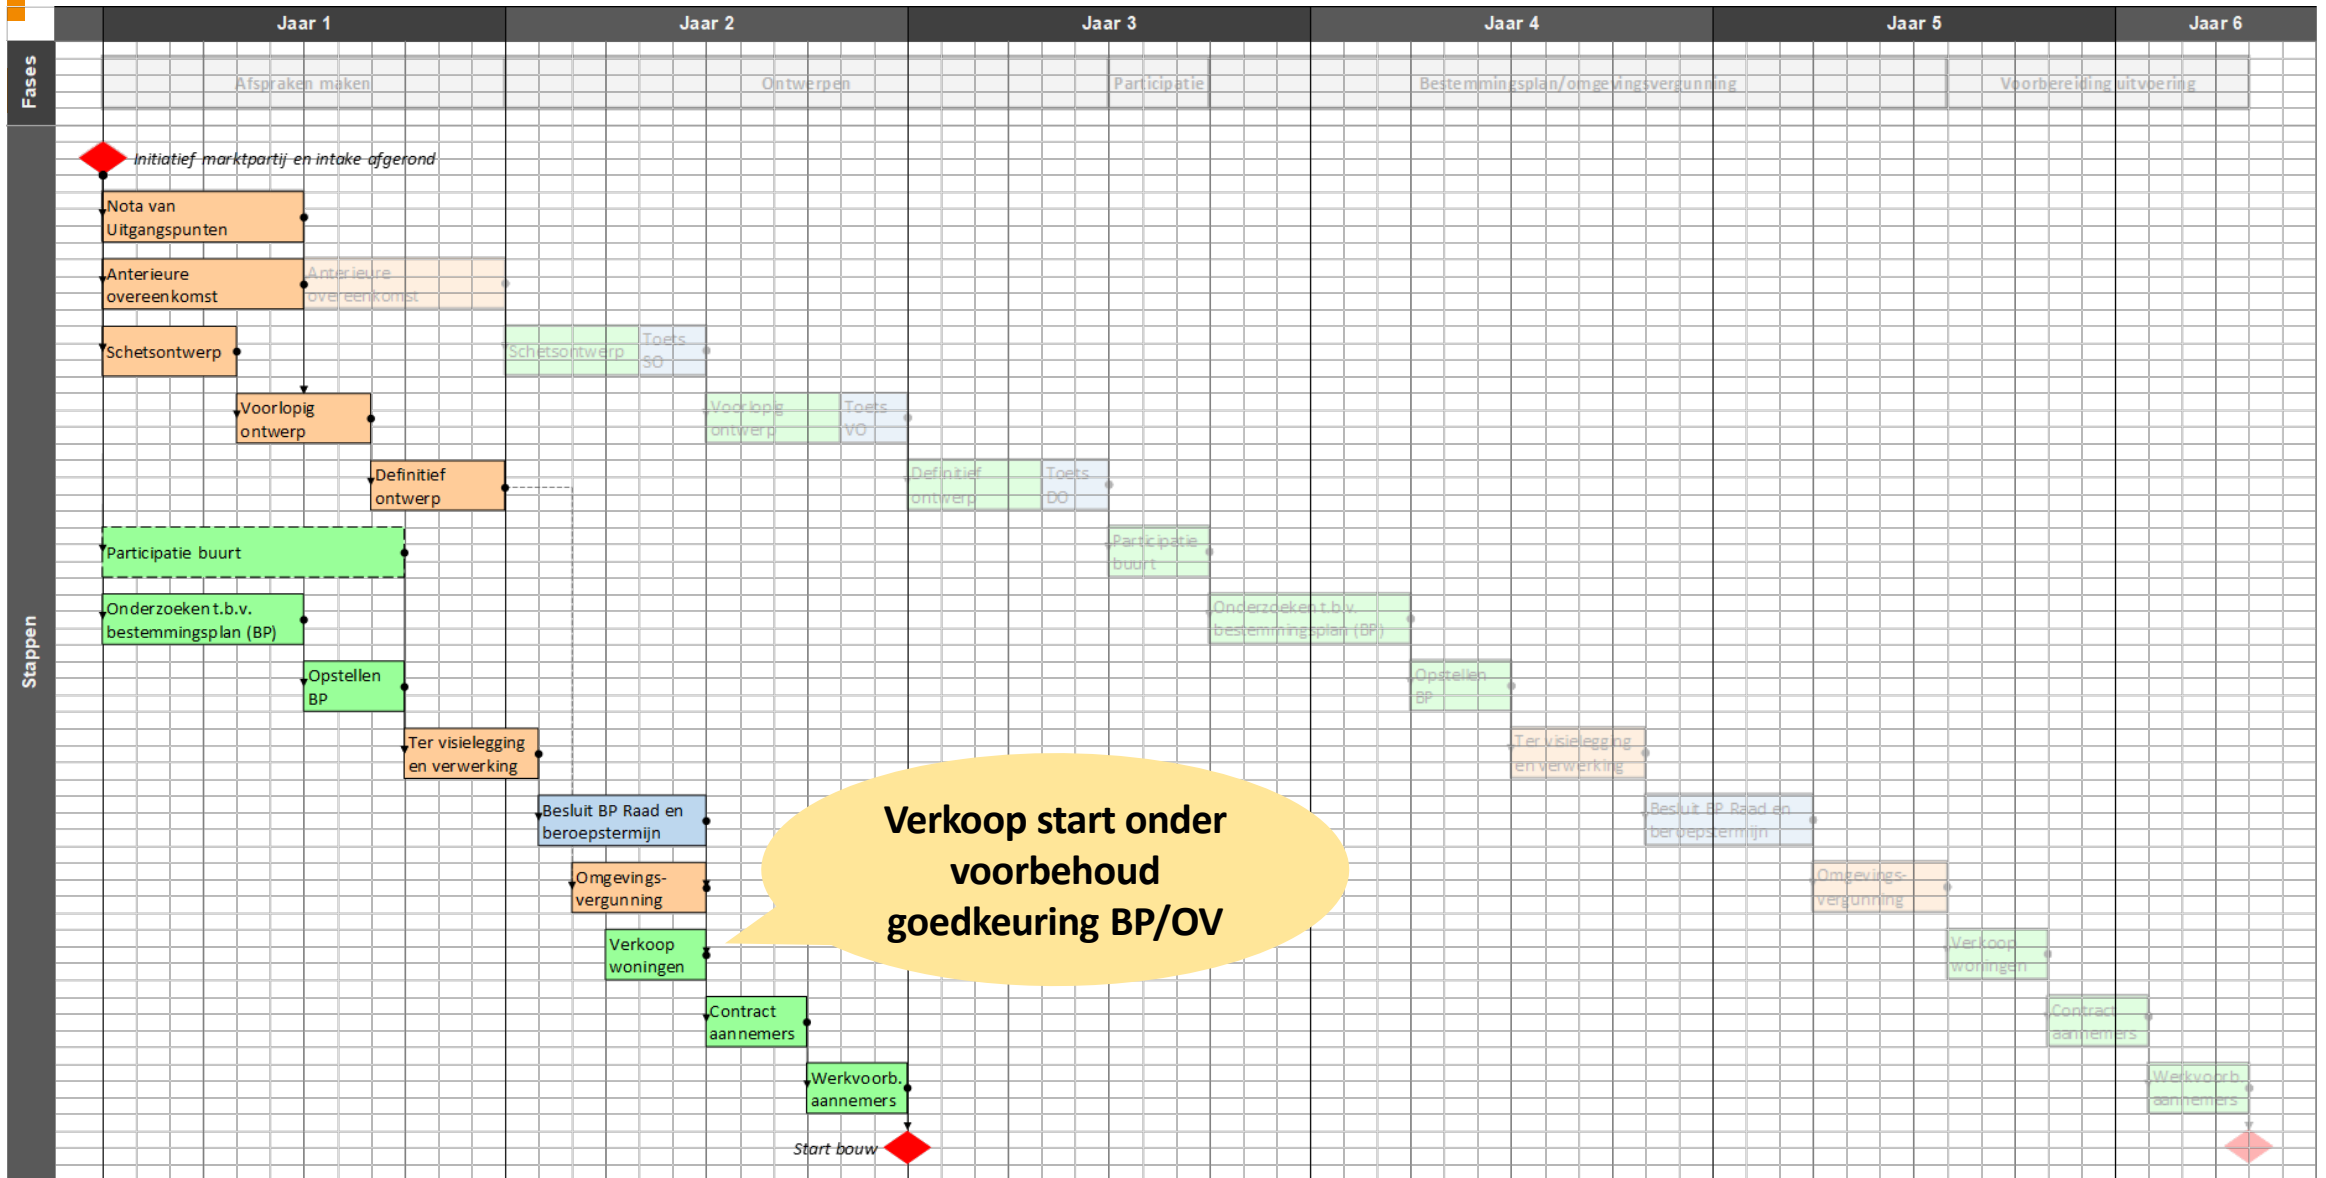 Jaar 1 Jaar 2 Jaar 3 Jaar 4 Jaar 5 Jaar 6
Fases
Afspraken maken Ontwerpen Participatie Bestemmingsplan/omgevingsvergunning Voorbereiding uitvoering
Stappen
Initiatief marktpartij en intake afgerond
Nota van
Uitgangspunten
Anterieure
overeenkomst
Anterieure
overeenkomst
Schetsontwerp
Schetsontwerp
Toets
SO
Voorlopig
ontwerp
Voorlopig
ontwerp
Toets
VO
Definitief
ontwerp
Definitief
ontwerp
Toets
DO
Participatie buurt
Participatie
buurt
Onderzoeken t.b.v.
bestemmingsplan (BP)
Onderzoeken t.b.v.
bestemmingsplan (BP)
Opstellen
BP
Opstellen
BP
Ter visielegging
en verwerking
Ter visielegging
en verwerking
Besluit BP Raad en
beroepstermijn
Besluit BP Raad en
beroepstermijn
Verkoop start onder
voorbehoud
goedkeuring BP/OV
Omgevings-
vergunning
Omgevings-
vergunning
Verkoop
woningen
Verkoop
woningen
Contract
aannemers
Contract
aannemers
Werkvoorb.
aannemers
Werkvoorb.
aannemers
Start bouw